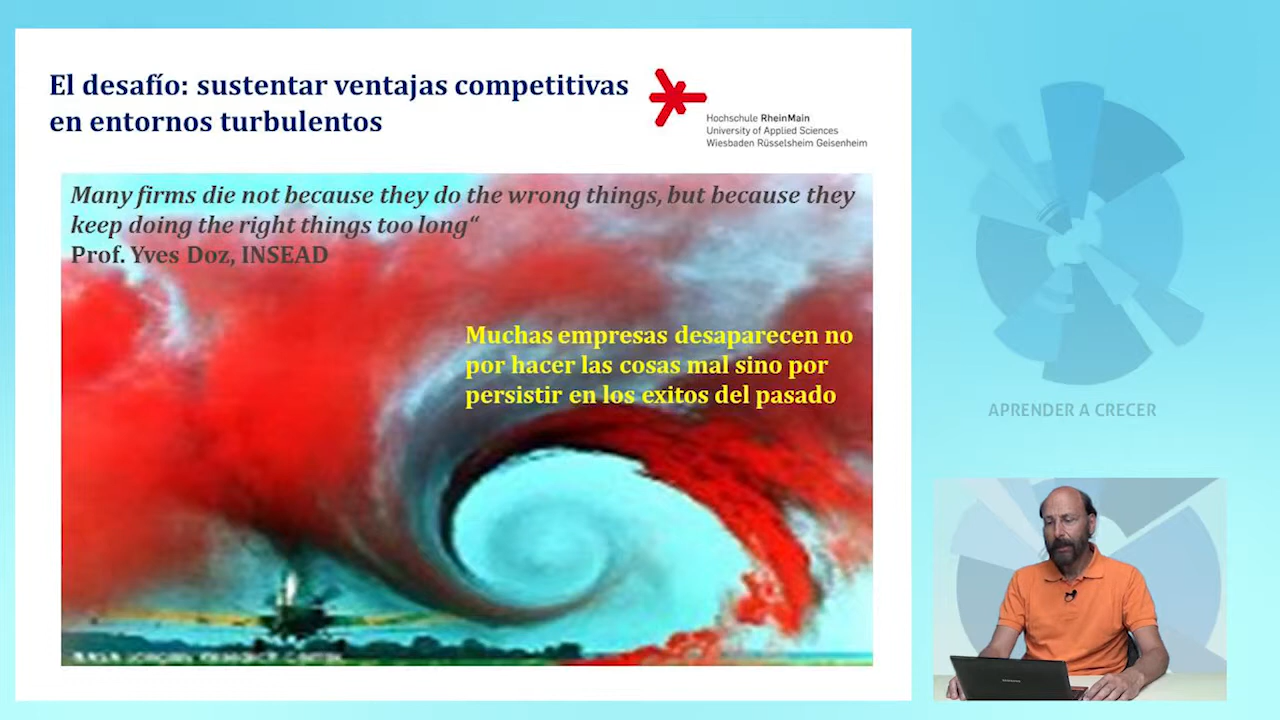 El desafío: sustentar ventajas competitivas
en entornos turbulentos
Hochschule RheinMain
University of Applied Sciences
Wiesbaden Rüsselsheim Geisenheim
Many firms die not because they do the wrong things, but because they
keep doing the right things too long“
Prof. Yves Doz, INSEAD
Muchas empresas desaparecen no
por hacer las cosas mal sino por
persistir en los exitos del pasado
APRENDER A CRECER